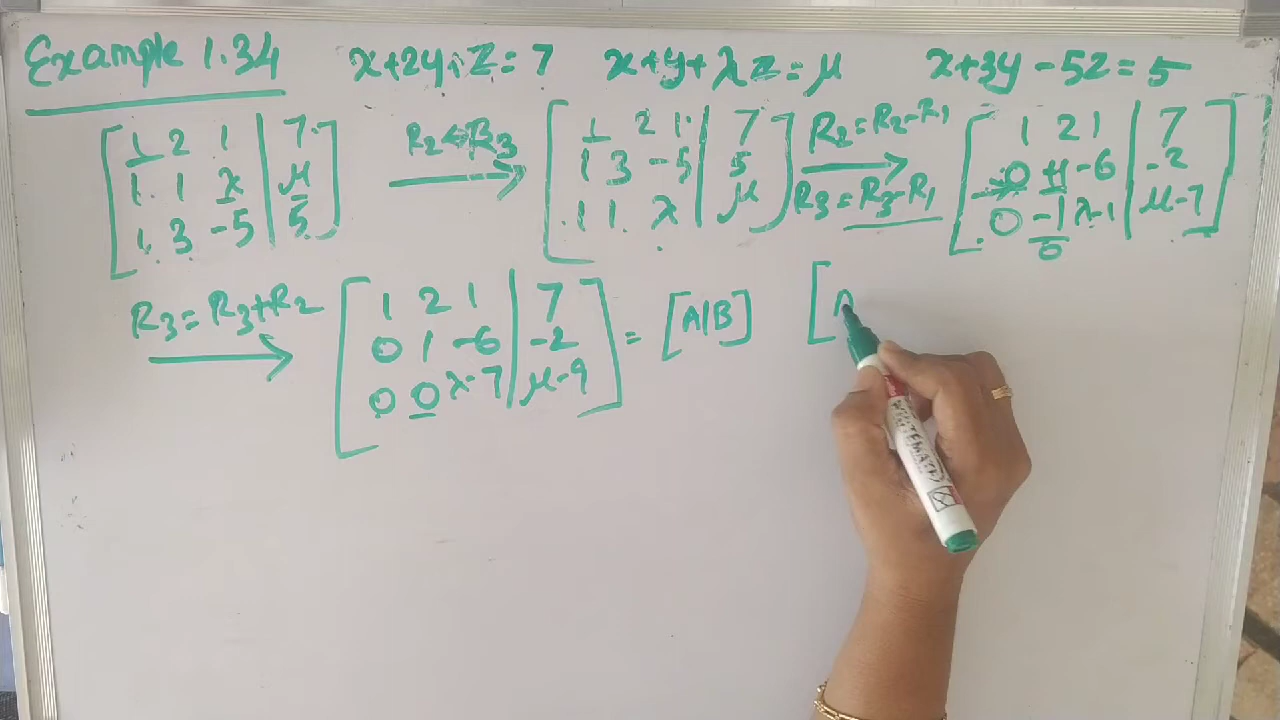 Example 1.34 x+2y+z=7 x+y+λz=μ x+3y-5z=5
[1 2 1 | 7] R2↔R3 [1 2 1 | 7] R2=R2-R1 [1 2 1 | 7]
[1 1 λ | μ] → [1 3 -5 | 5] → [0 +1 -6 | -2]
[1 3 -5 | 5] [1 1 λ | μ] R3=R3-R1 [0 -1 λ-1 | μ-7]
0
R3=R3+R2 [1 2 1 | 7]
→ [0 1 -6 | -2] = [A|B] [A
[0 0 λ-7 | μ-9]